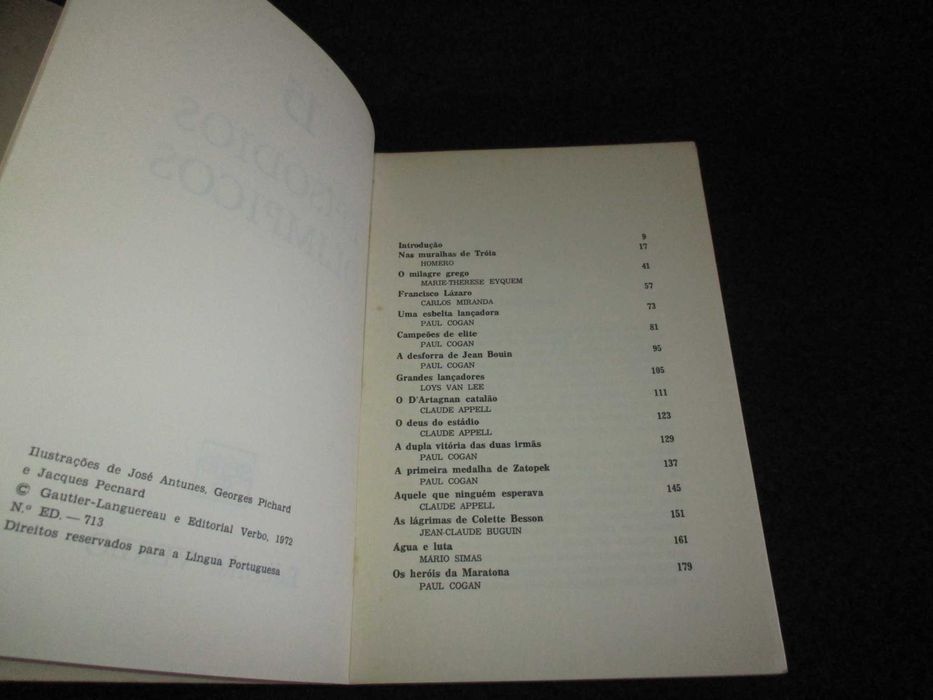 15
EPISÓDIOS
OLÍMPICOS
Ilustrações de José Antunes, Georges Pichard
e Jacques Pecnard
© Gautier-Languereau e Editorial Verbo, 1972
N.º ED. — 713
Direitos reservados para a Língua Portuguesa
Introdução 9
Nas muralhas de Tróia 17
HOMERO
O milagre grego 41
MARIE-THERESE EYQUEM
Francisco Lázaro 57
CARLOS MIRANDA
Uma esbelta lançadora 73
PAUL COGAN
Campeões de elite 81
PAUL COGAN
A desforra de Jean Bouin 95
PAUL COGAN
Grandes lançadores 105
LOYS VAN LEE
O D'Artagnan catalão 111
CLAUDE APPELL
O deus do estádio 123
CLAUDE APPELL
A dupla vitória das duas irmãs 129
PAUL COGAN
A primeira medalha de Zatopek 137
PAUL COGAN
Aquele que ninguém esperava 145
CLAUDE APPELL
As lágrimas de Colette Besson 151
JEAN-CLAUDE BUGUIN
Água e luta 161
MÁRIO SIMAS
Os heróis da Maratona 179
PAUL COGAN